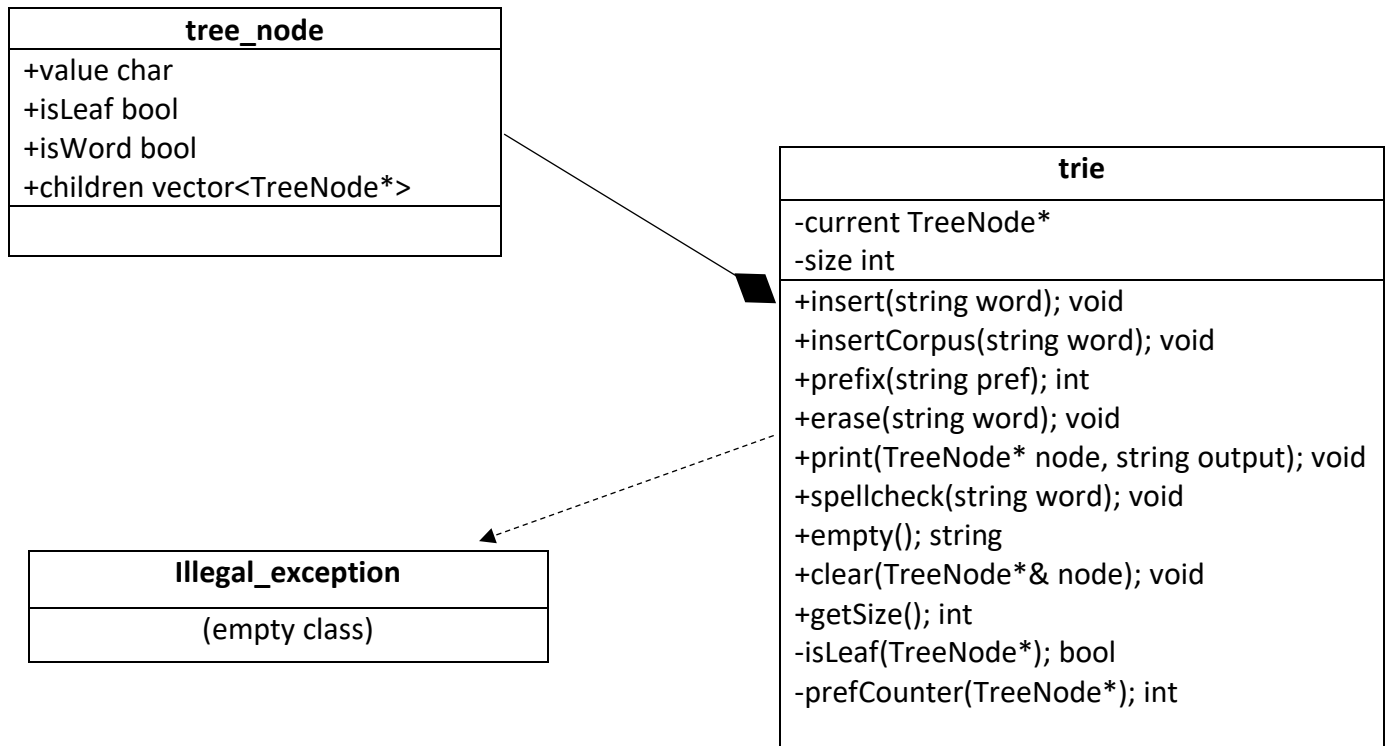 tree_node
+value char
+isLeaf bool
+isWord bool
+children vector<TreeNode*>
trie
-current TreeNode*
-size int
+insert(string word); void
+insertCorpus(string word); void
+prefix(string pref); int
+erase(string word); void
+print(TreeNode* node, string output); void
+spellcheck(string word); void
+empty(); string
+clear(TreeNode*& node); void
+getSize(); int
-isLeaf(TreeNode*); bool
-prefCounter(TreeNode*); int
Illegal_exception
(empty class)